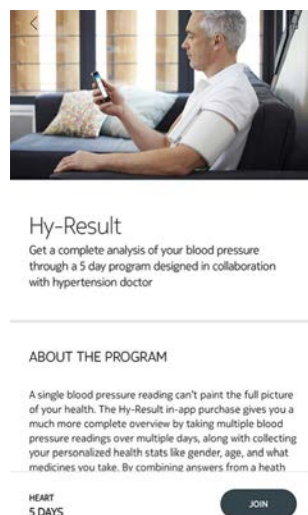 Hy-Result
Get a complete analysis of your blood pressure
through a 5 day program designed in collaboration
with hypertension doctor
ABOUT THE PROGRAM
A single blood pressure reading can't paint the full picture
of your health. The Hy-Result in-app purchase gives you a
much more complete overview by taking multiple blood
pressure readings over multiple days, along with collecting
your personalized health stats like gender, age, and what
medicines you take. By combining answers from a heath
HEART
5 DAYS
JOIN